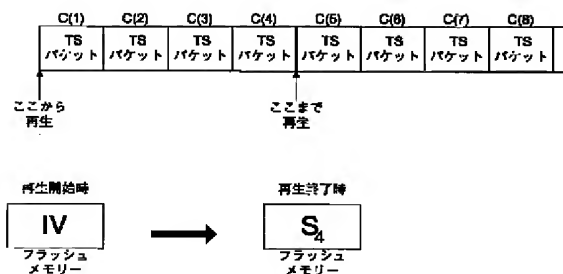 C(1) C(2) C(3) C(4) C(5) C(6) C(7) C(8)
TS TS TS TS TS TS TS TS
パケット パケット パケット パケット パケット パケット パケット パケット
ここから ここまで
再生 再生
再生開始時 再生終了時
IV S4
フラッシュ フラッシュ
メモリー メモリー